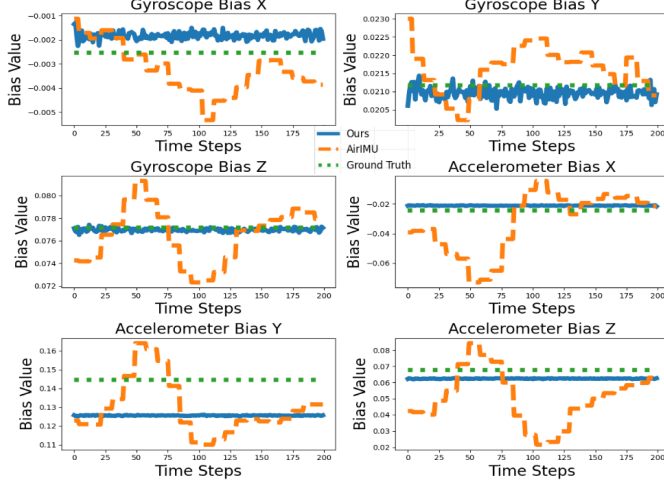 Gyroscope Bias X
Bias Value
−0.001
−0.002
−0.003
−0.004
−0.005
0 25 50 75 100 125 150 175 200
Time Steps
Gyroscope Bias Y
Bias Value
0.0230
0.0220
0.0210
0.0205
0 25 50 75 100 125 150 175 200
Time Steps
Ours
AirIMU
Ground Truth
Gyroscope Bias Z
Bias Value
0.080
0.078
0.076
0.074
0.072
0 25 50 75 100 125 150 175 200
Time Steps
Accelerometer Bias X
Bias Value
−0.02
−0.04
−0.06
0 25 50 75 100 125 150 175 200
Time Steps
Accelerometer Bias Y
Bias Value
0.16
0.15
0.14
0.13
0.12
0.11
0 25 50 75 100 125 150 175 200
Time Steps
Accelerometer Bias Z
Bias Value
0.08
0.07
0.06
0.05
0.04
0.03
0.02
0 25 50 75 100 125 150 175 200
Time Steps